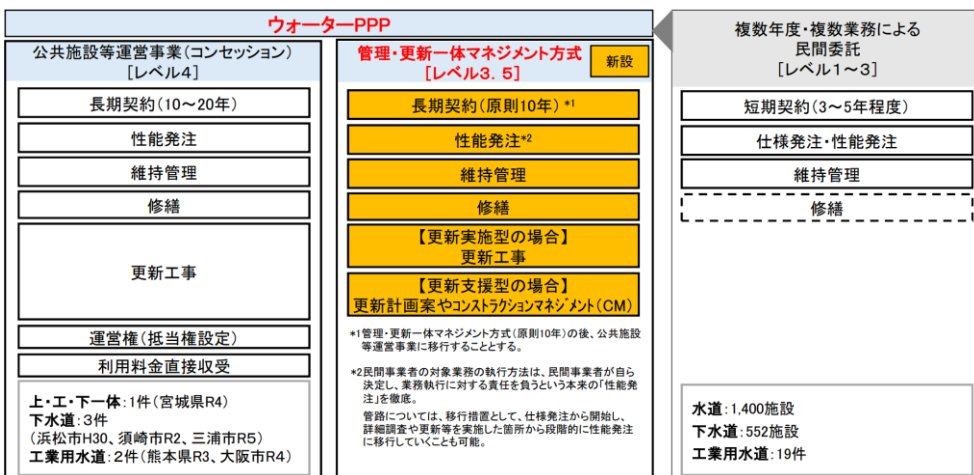 ウォーターPPP
公共施設等運営事業(コンセッション)
[レベル4]
長期契約(10～20年)
性能発注
維持管理
修繕
更新工事
運営権(抵当権設定)
利用料金直接収受
上・工・下一体:1件(宮城県R4)
下水道:3件
(浜松市H30、須崎市R2、三浦市R5)
工業用水道:2件(熊本県R3、大阪市R4)
管理・更新一体マネジメント方式
[レベル3.5]
新設
長期契約(原則10年)*1
性能発注*2
維持管理
修繕
【更新実施型の場合】
更新工事
【更新支援型の場合】
更新計画案やコンストラクションマネジメント(CM)
*1管理・更新一体マネジメント方式(原則10年)の後、公共施設
等運営事業に移行することとする。
*2民間事業者の対象業務の執行方法は、民間事業者が自ら
決定し、業務執行に対する責任を負うという本来の「性能発
注」を徹底。
管路については、移行措置として、仕様発注から開始し、
詳細調査や更新等を実施した箇所から段階的に性能発注
に移行していくことも可能。
複数年度・複数業務による
民間委託
[レベル1～3]
短期契約(3～5年程度)
仕様発注・性能発注
維持管理
修繕
水道:1,400施設
下水道:552施設
工業用水道:19件